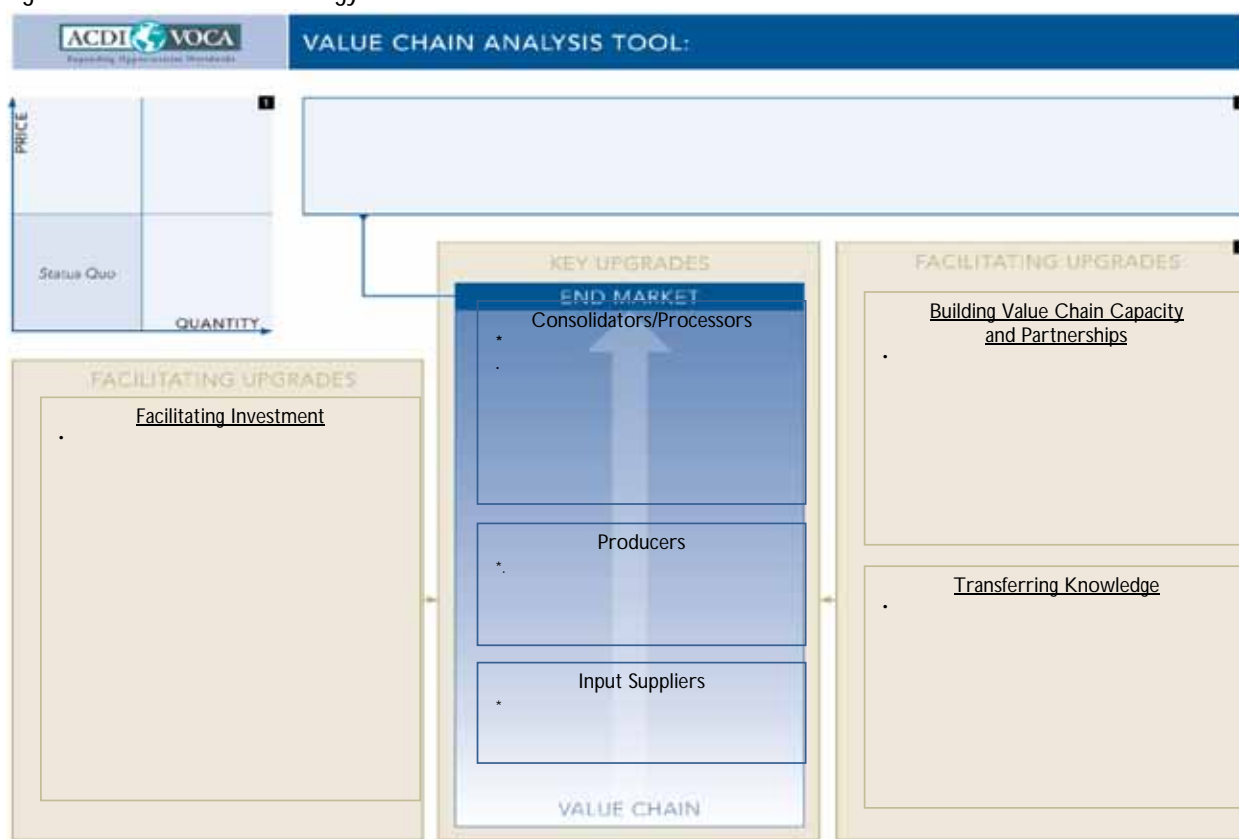 ACDI VOCA
VALUE CHAIN ANALYSIS TOOL:
1
PRICE
Status Quo
QUANTITY
KEY UPGRADES
END MARKET
Consolidators/Processors
*
.
Producers
*.
Input Suppliers
*
VALUE CHAIN
FACILITATING UPGRADES
Facilitating Investment
•
FACILITATING UPGRADES
Building Value Chain Capacity
and Partnerships
•
Transferring Knowledge
•